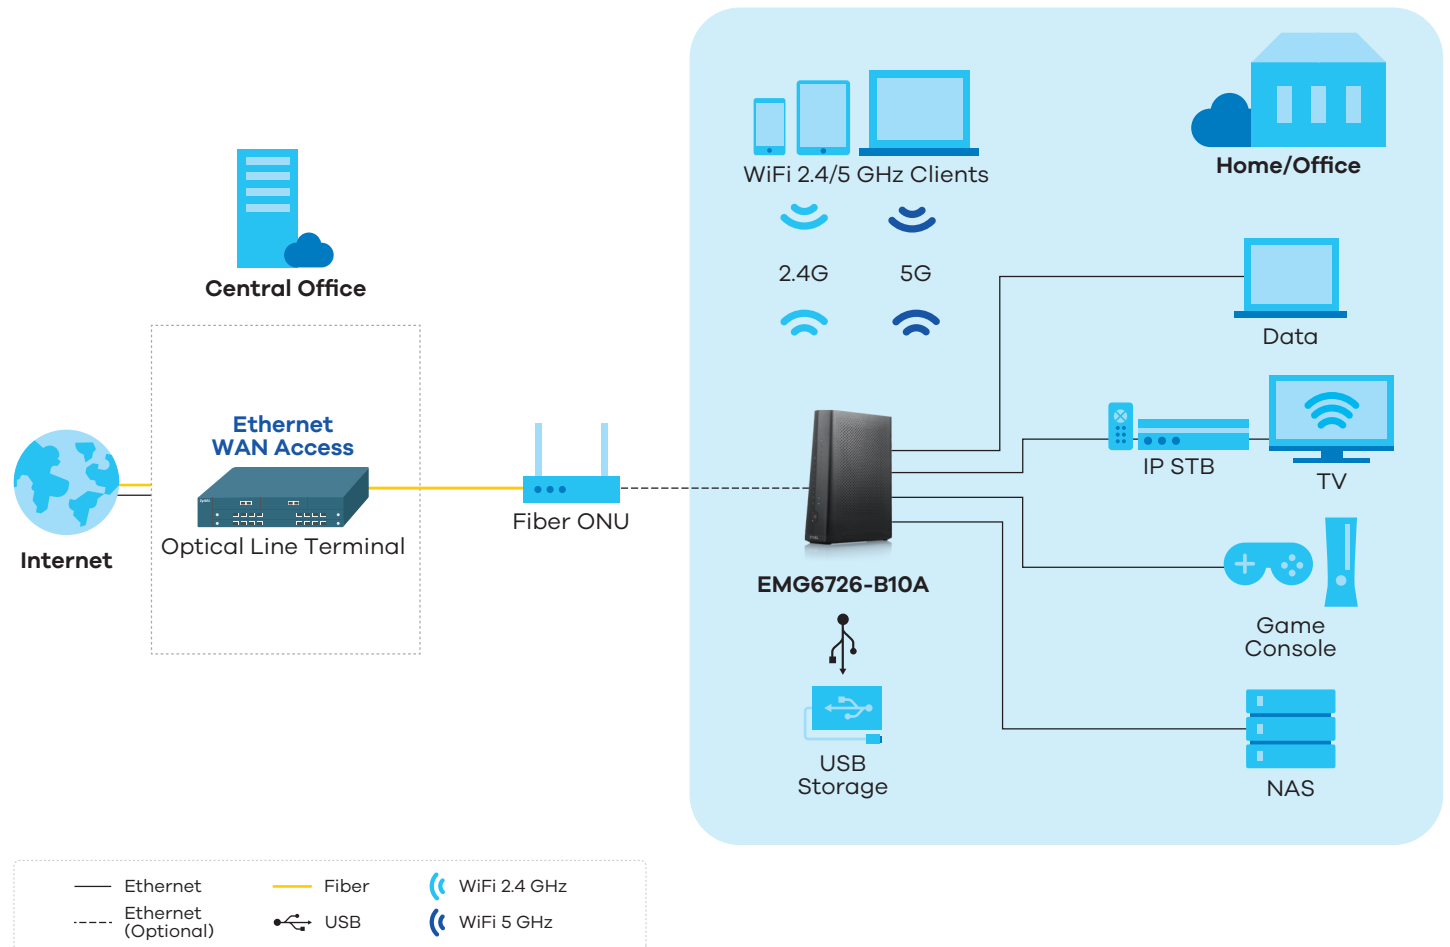 WiFi 2.4/5 GHz Clients
Home/Office
2.4G
5G
Central Office
Data
Ethernet
WAN Access
IP STB
TV
Fiber ONU
Optical Line Terminal
Internet
EMG6726-B10A
Game
Console
USB
Storage
NAS
Ethernet
Fiber
WiFi 2.4 GHz
Ethernet
(Optional)
USB
WiFi 5 GHz